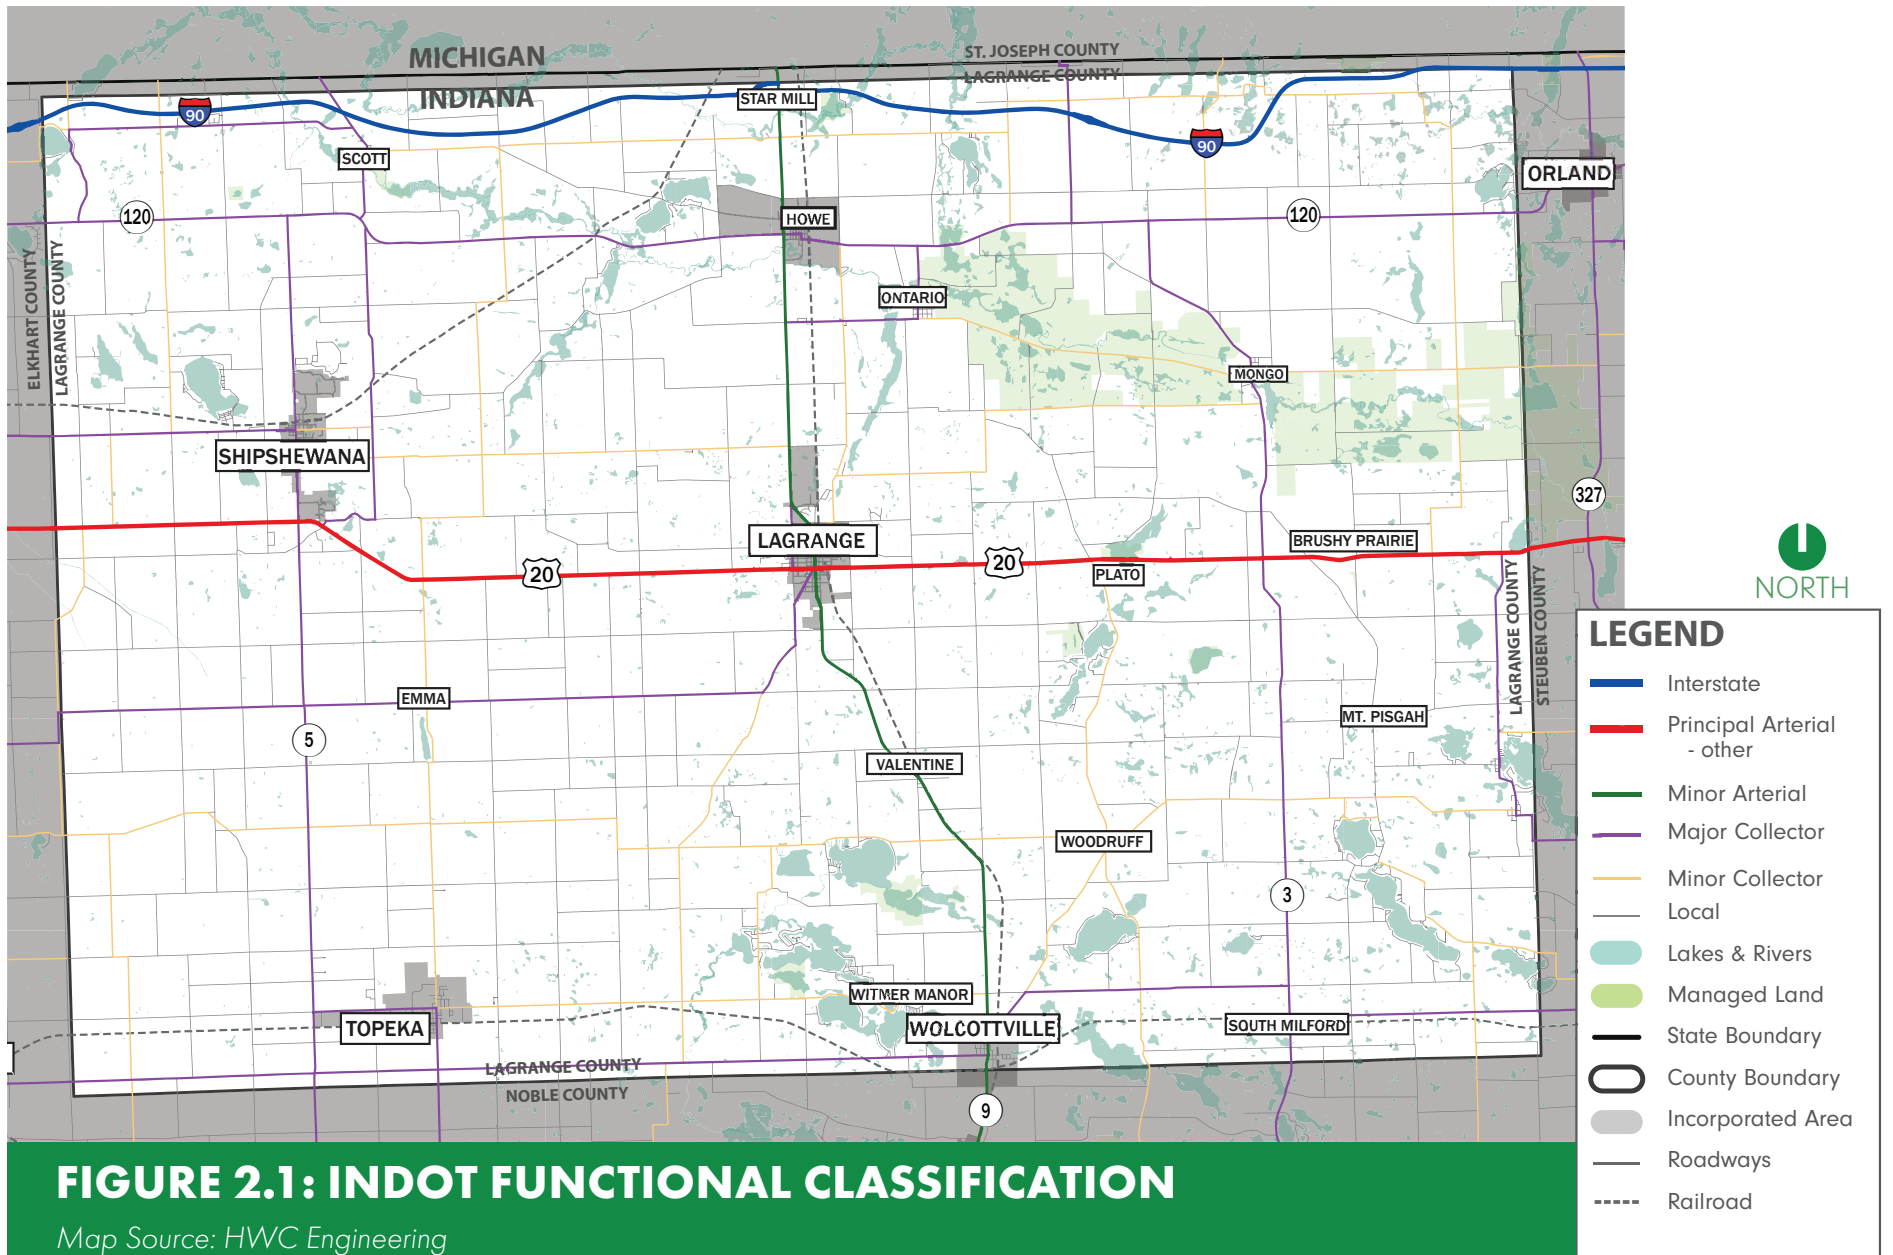 MICHIGAN
INDIANA
ST. JOSEPH COUNTY
LAGRANGE COUNTY
90
STAR MILL
90
SCOTT
ORLAND
120
HOWE
120
ELKHART COUNTY
LAGRANGE COUNTY
ONTARIO
MONGO
SHIPSHEWANA
327
LAGRANGE
BRUSHY PRAIRIE
20
20
PLATO
NORTH
LAGRANGE COUNTY
STEUBEN COUNTY
EMMA
MT. PISGAH
5
VALENTINE
WOODRUFF
3
WITMER MANOR
TOPEKA
WOLCOTTVILLE
SOUTH MILFORD
LAGRANGE COUNTY
NOBLE COUNTY
9
LEGEND
Interstate
Principal Arterial
- other
Minor Arterial
Major Collector
Minor Collector
Local
Lakes & Rivers
Managed Land
State Boundary
County Boundary
Incorporated Area
Roadways
Railroad
FIGURE 2.1: INDOT FUNCTIONAL CLASSIFICATION
Map Source: HWC Engineering